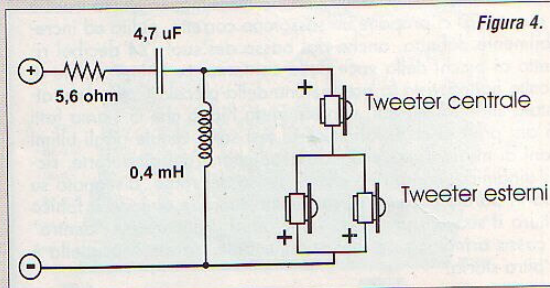 Figura 4.
4,7 uF
+
5,6 ohm
+
Tweeter centrale
0,4 mH
Tweeter esterni
+
+
-